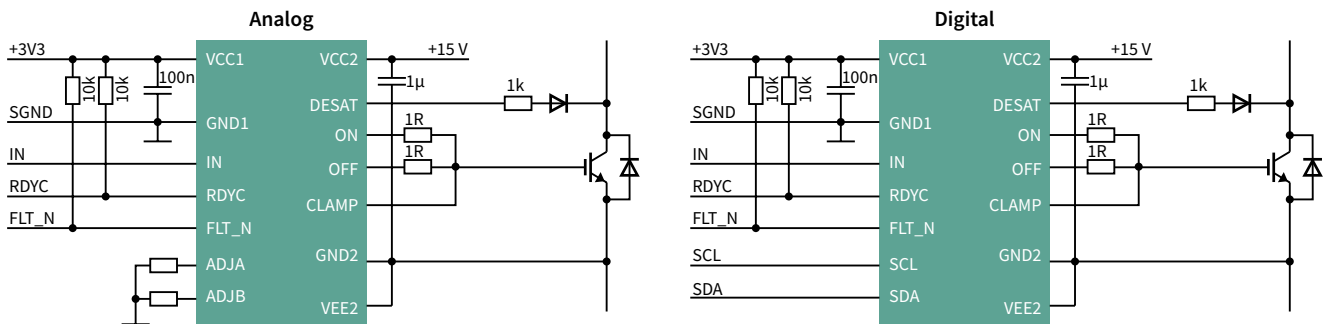 Analog
+3V3
SGND
IN
RDYC
FLT_N
10k
10k
100n
VCC1
GND1
IN
RDYC
FLT_N
ADJA
ADJB
VCC2
DESAT
ON
OFF
CLAMP
GND2
VEE2
+15 V
1µ
1k
1R
1R
Digital
+3V3
SGND
IN
RDYC
FLT_N
SCL
SDA
10k
10k
100n
VCC1
GND1
IN
RDYC
FLT_N
SCL
SDA
VCC2
DESAT
ON
OFF
CLAMP
GND2
VEE2
+15 V
1µ
1k
1R
1R